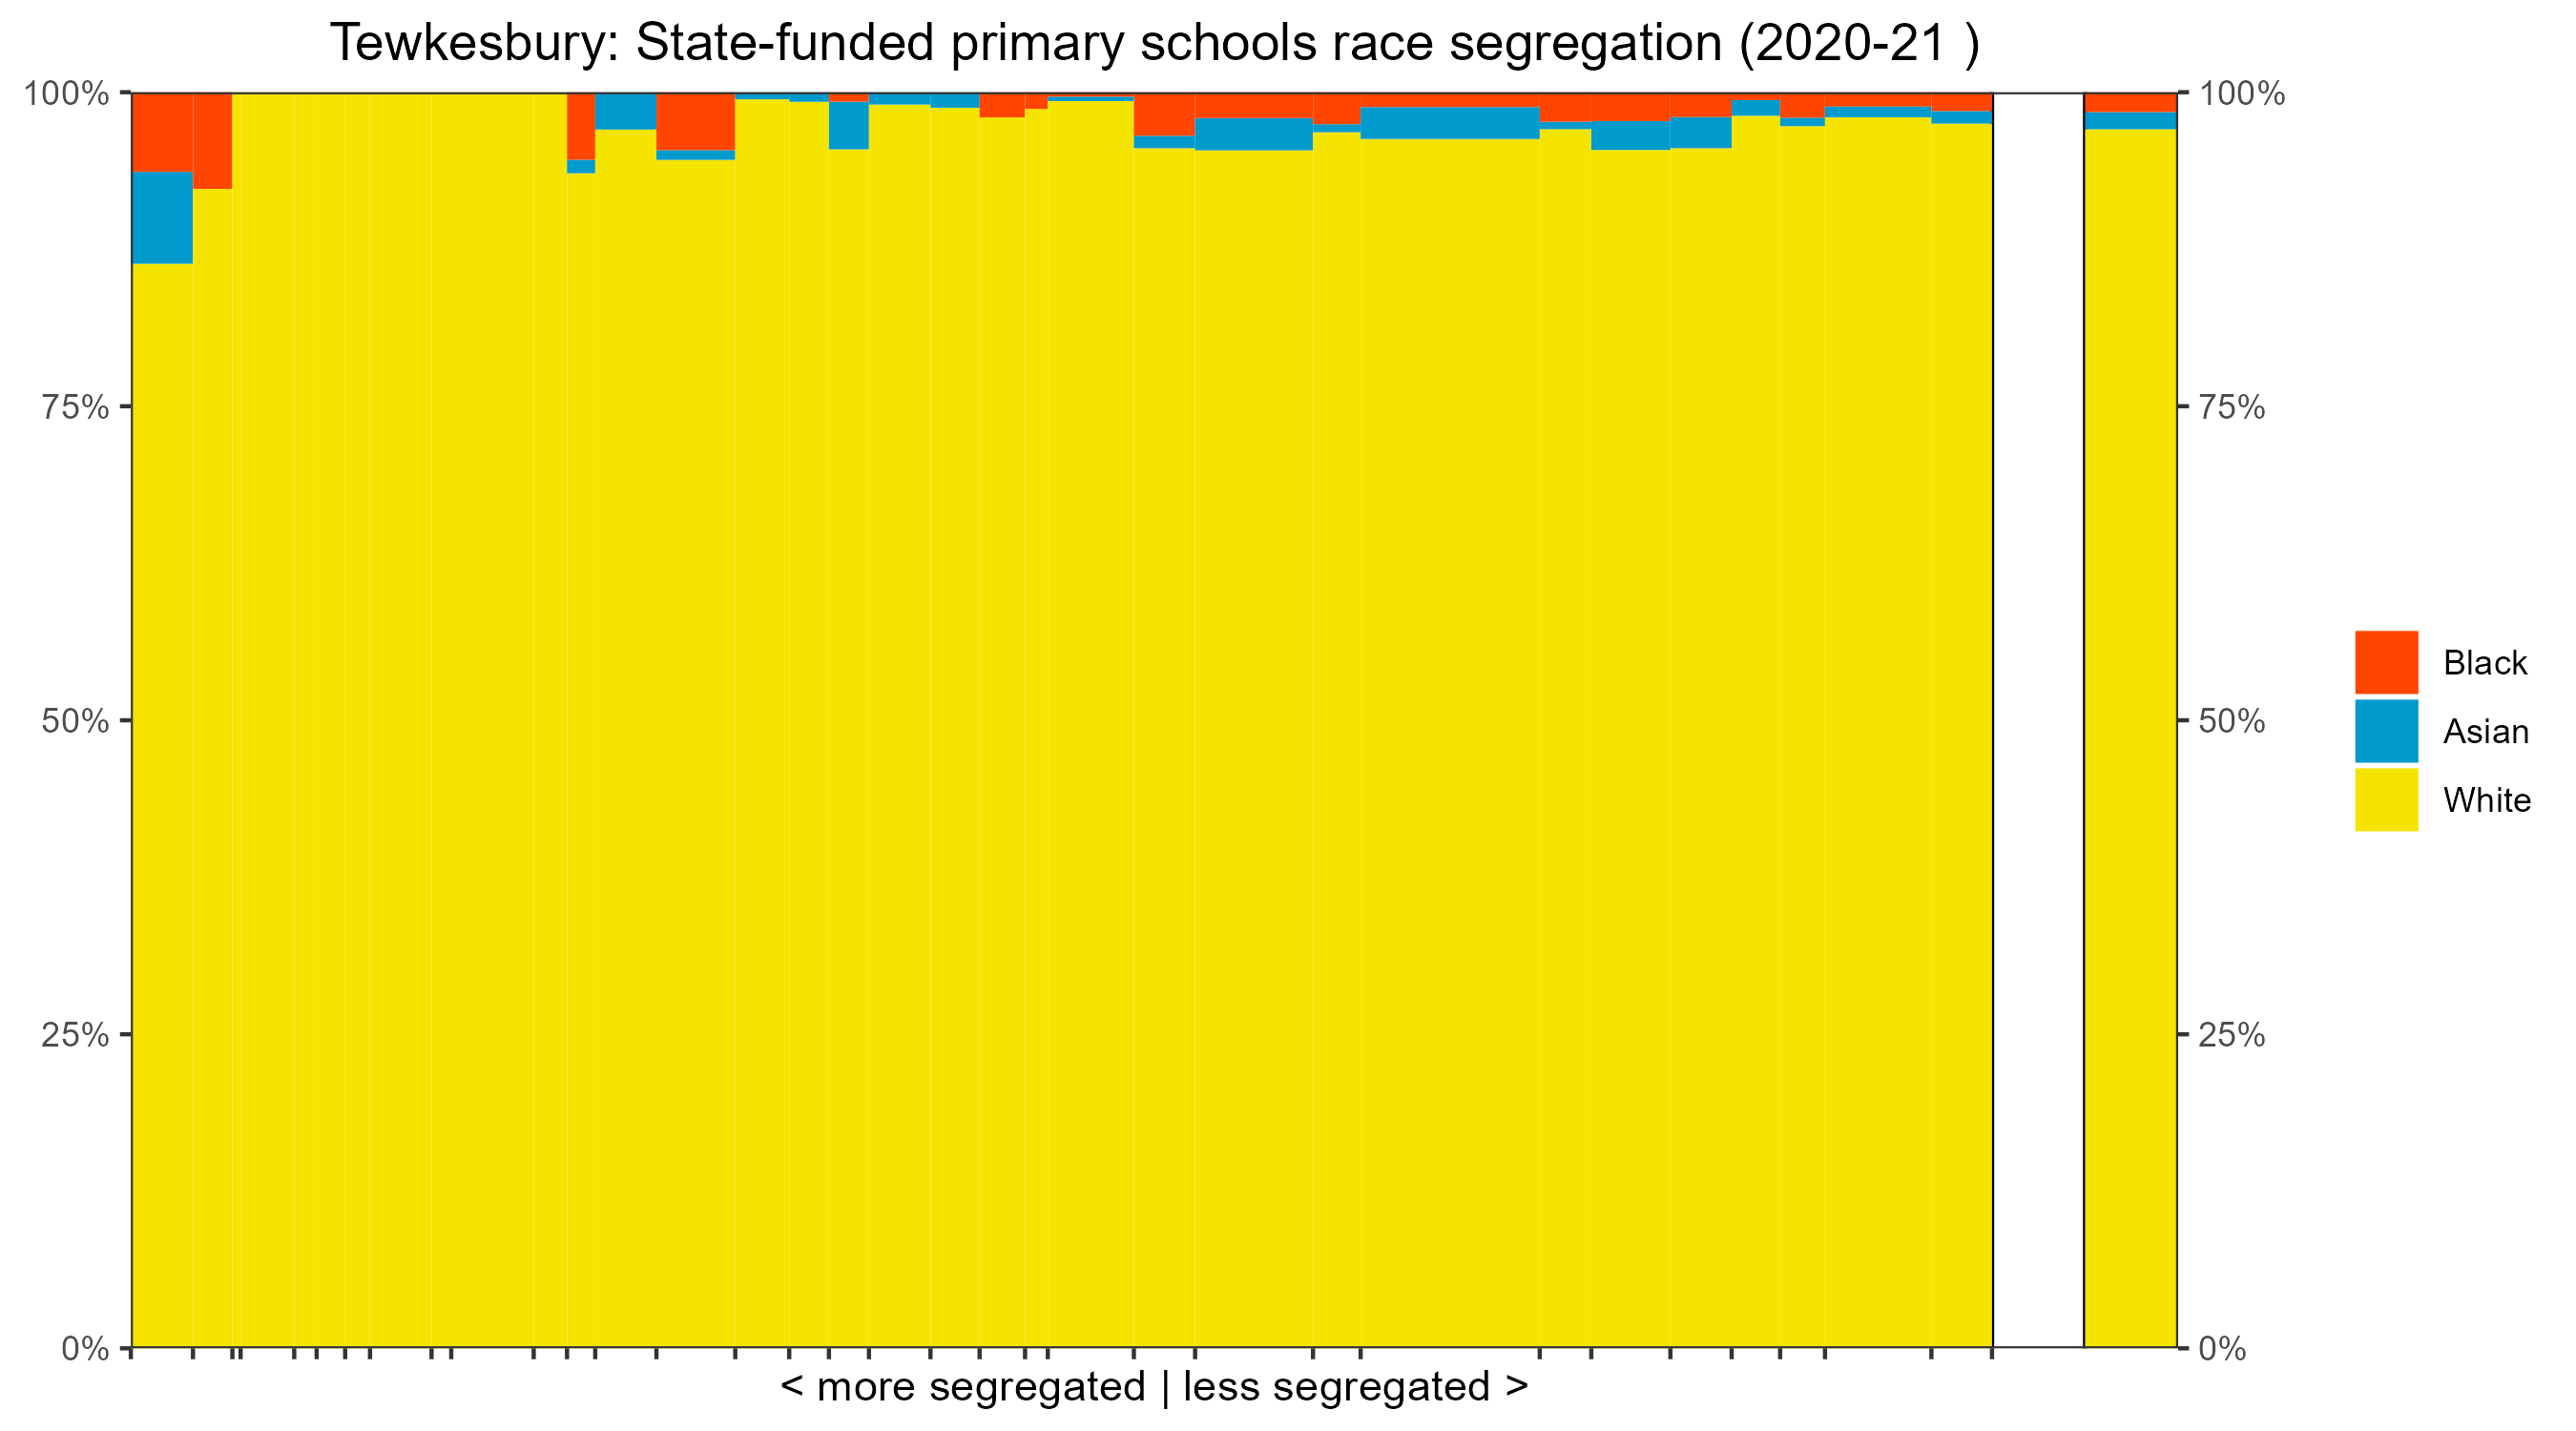 Tewkesbury: State-funded primary schools race segregation (2020-21 )
100%
75%
50%
25%
0%
100%
75%
50%
25%
0%
Black
Asian
White
< more segregated | less segregated >